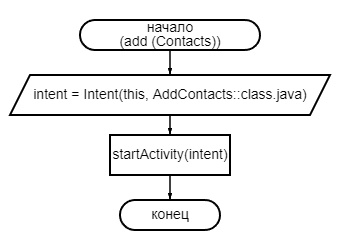 начало
(add (Contacts))
intent = Intent(this, AddContacts::class.java)
startActivity(intent)
конец